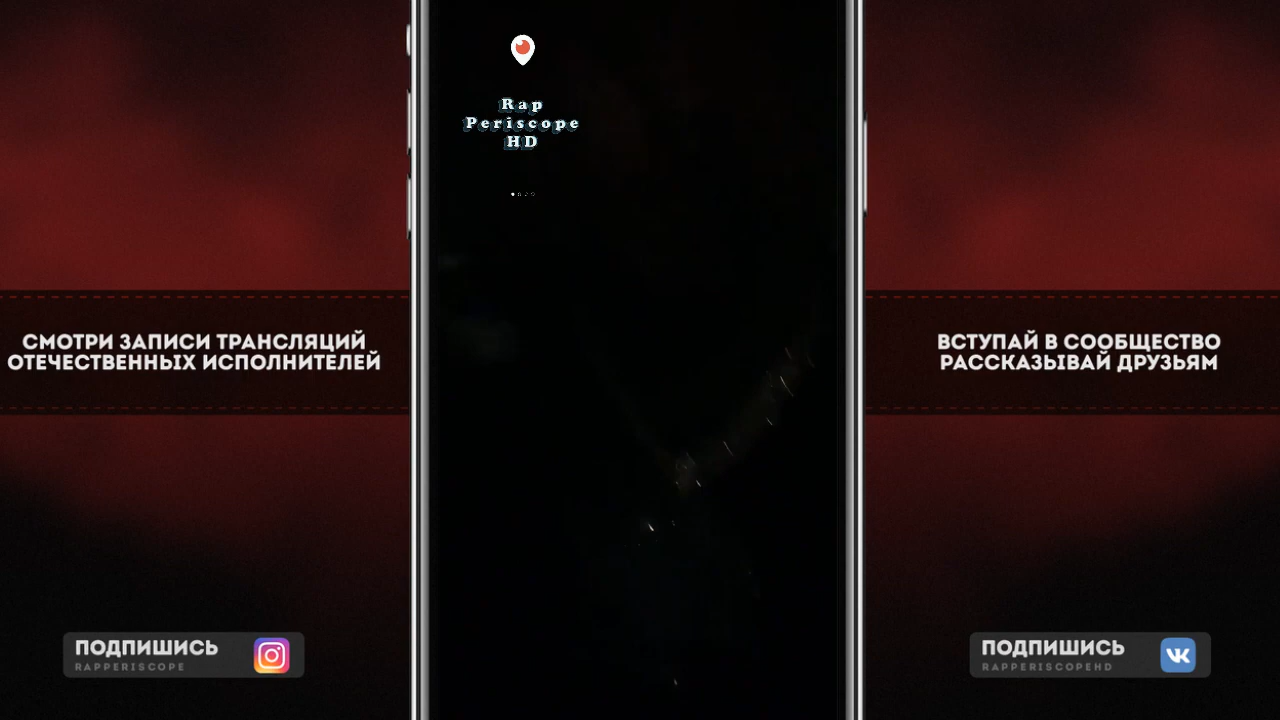 Rap
Periscope
HD
СМОТРИ ЗАПИСИ ТРАНСЛЯЦИЙ
ОТЕЧЕСТВЕННЫХ ИСПОЛНИТЕЛЕЙ
ВСТУПАЙ В СООБЩЕСТВО
РАССКАЗЫВАЙ ДРУЗЬЯМ
ПОДПИШИСЬ
RAPPERISCOPE
ПОДПИШИСЬ
RAPPERISCOPEHD